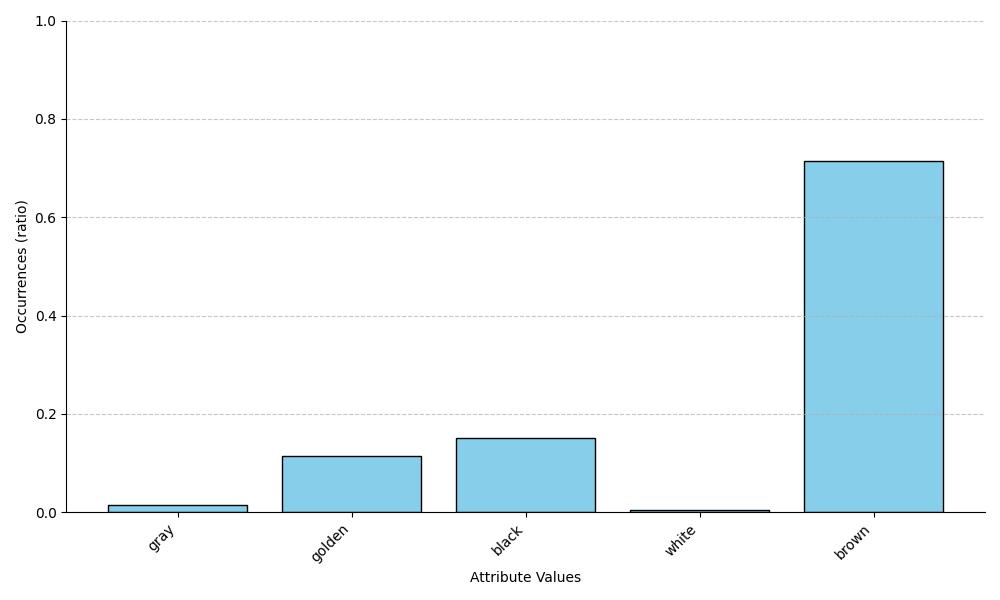 1.0
0.8
0.6
0.4
0.2
0.0
Occurrences (ratio)
gray
golden
black
white
brown
Attribute Values